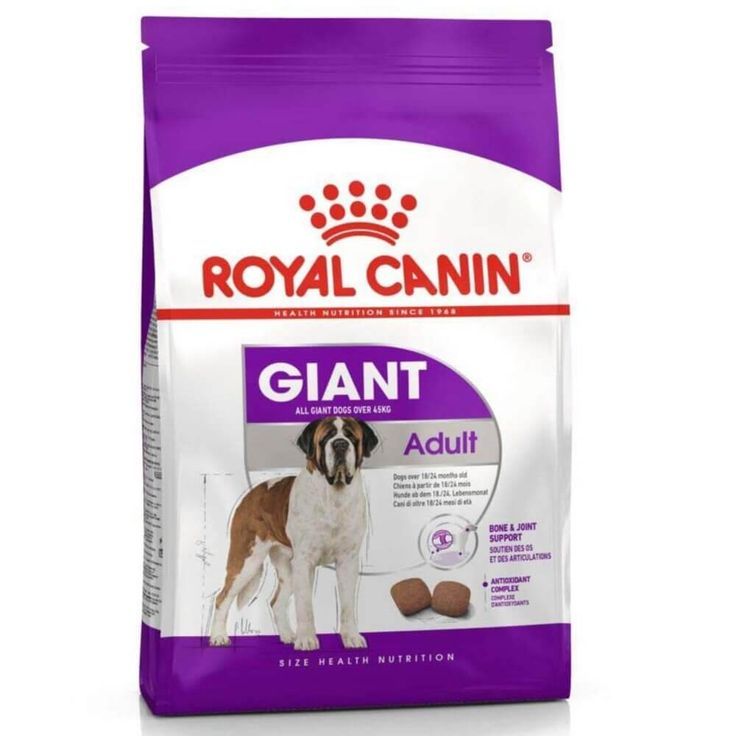 ROYAL CANIN®
HEALTH NUTRITION SINCE 1968
GIANT
ALL GIANT DOGS OVER 45KG
Adult
Dogs over 18/24 months old
Chiens à partir de 18/24 mois
Hunde ab dem 18./24. Lebensmonat
Cani di oltre 18/24 mesi di età
BONE & JOINT
SUPPORT
SOUTIEN DES OS
ET DES ARTICULATIONS
ANTIOXIDANT
COMPLEX
COMPLEXE
D'ANTIOXYDANTS
SIZE HEALTH NUTRITION